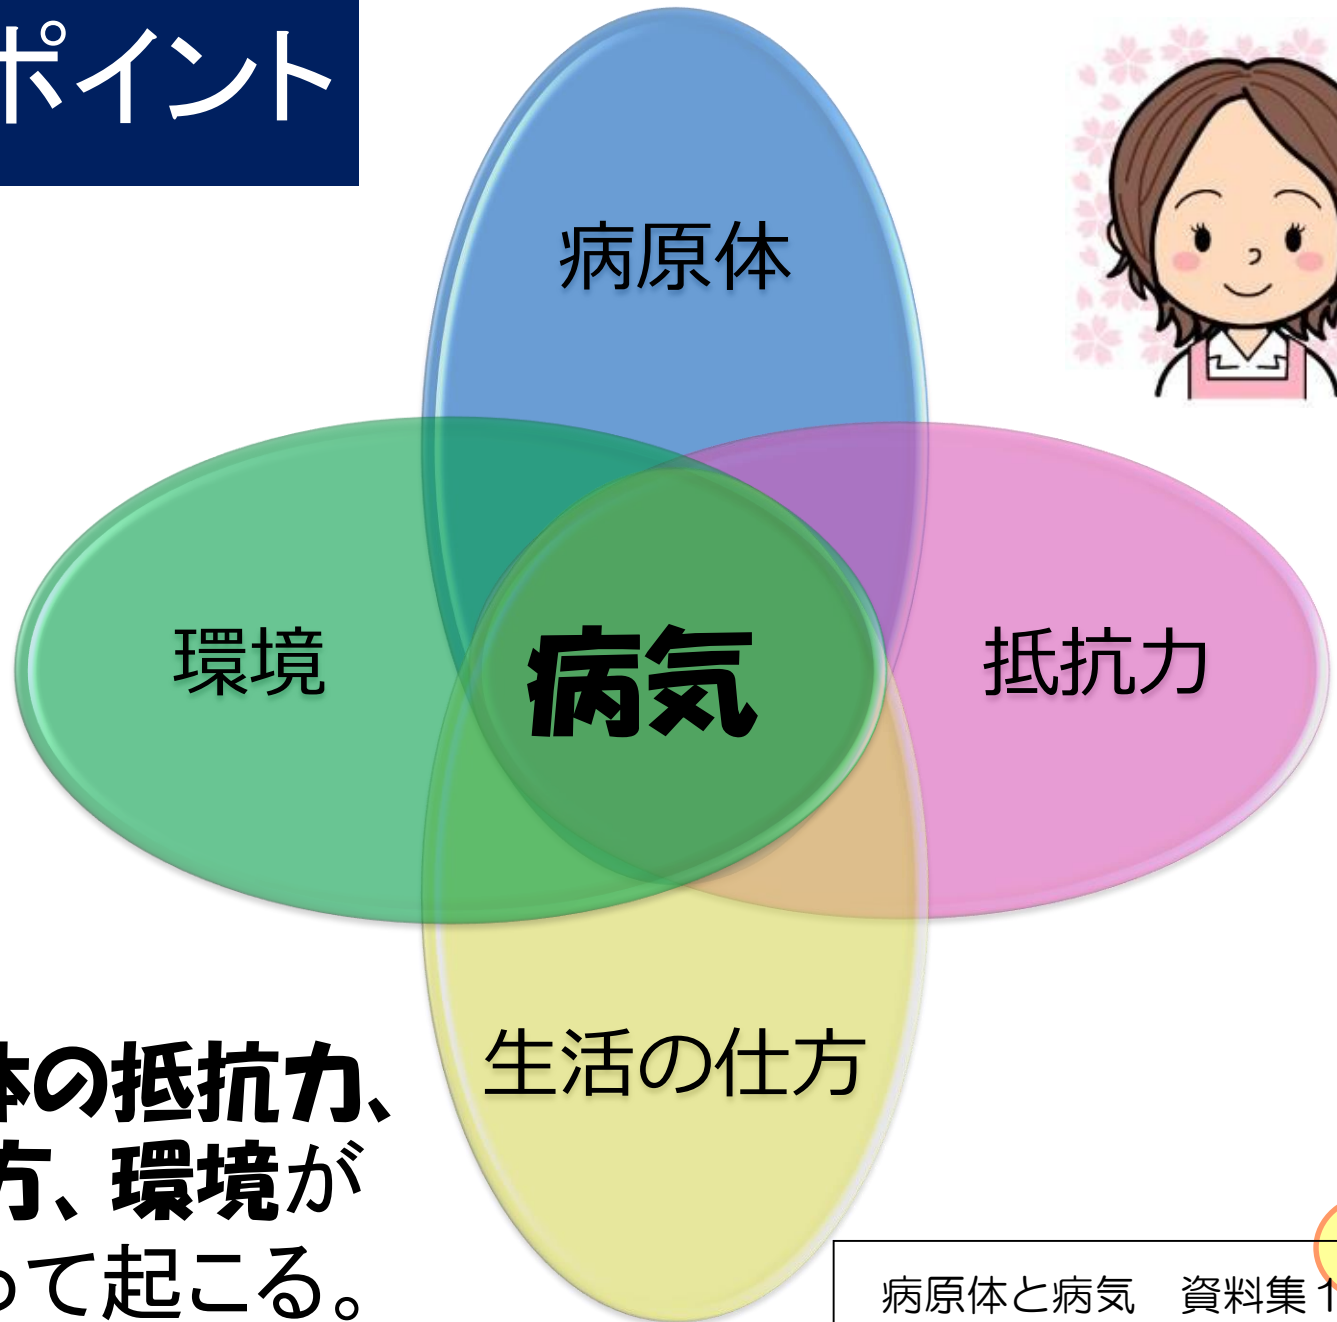 ポイント
病原体
環境
病気
抵抗力
生活の仕方
体の抵抗力、
方、環境が
って起こる。
病原体と病気　資料集1